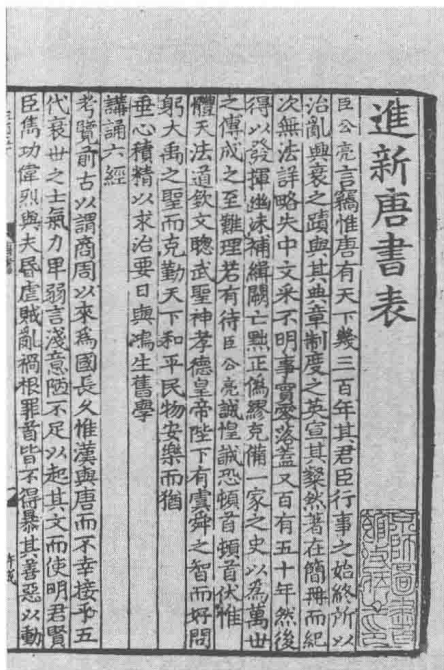 進新唐書表
臣公亮言竊惟唐有天下幾三百年其君臣行事之始終所以
治亂興衰之蹟與其典章制度之英宜其粲然著在簡冊而紀
次無法詳略失中文采不明事實零落蓋又百有五十年然後
得以發揮幽沬補緝闕亡黜正偽繆克備一家之史以為萬世
之傳成之至難理若有待臣公亮誠惶誠恐頓首頓首伏惟
體天法道欽文聰武聖神孝德皇帝陛下有虞舜之智而好問
躬大禹之聖而克勤天下和平民物安樂而猶
垂心積精以求治要日與鴻生舊學
講誦六經
考覽前古以謂商周以來爲國長久惟漢與唐而不幸接乎五
代衰世之士氣力卑弱言淺意陋不足以起其文而使明君賢
臣雋功偉烈與夫昏虐賊亂禍根罪首皆不得暴其善惡以動